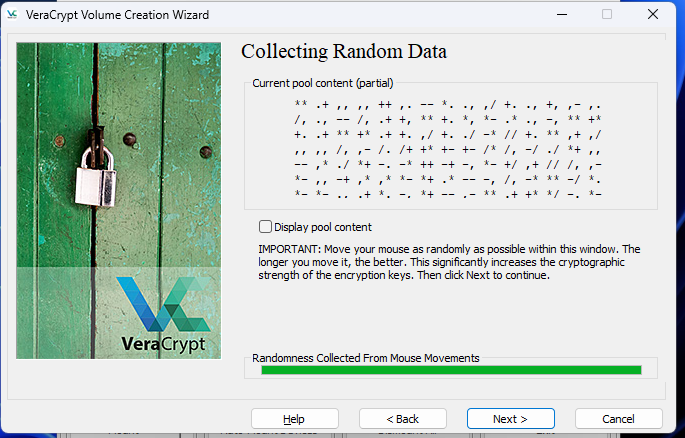 VeraCrypt Volume Creation Wizard
Collecting Random Data
Current pool content (partial)
** .+ ,, ,, ++ ,. -- *. ., ,/ +. ., +, ,- ,.
/, ., -- /, .+ +, ** +. *, *- .* ., -, ** +*
+. .+ ** +* .+ +. ,/ +. ./ -* // +. ** ,+ ,/
,, ,, /, ,- /. /+ +* +- +- /* /, -/ ./ *+ ,,
-- ,* ./ *+ -. -* ++ -+ -, *- +/ ,+ // /, ,-
*- ,, -+ ,* ,* *- *+ .* -- -, /, -* ** -/ *.
*- *- .. .+ *. -. *+ -- .- ** .+ +* */ -. *-
Display pool content
IMPORTANT: Move your mouse as randomly as possible within this window. The
longer you move it, the better. This significantly increases the cryptographic
strength of the encryption keys. Then click Next to continue.
VeraCrypt
Randomness Collected From Mouse Movements
Help
< Back
Next >
Cancel